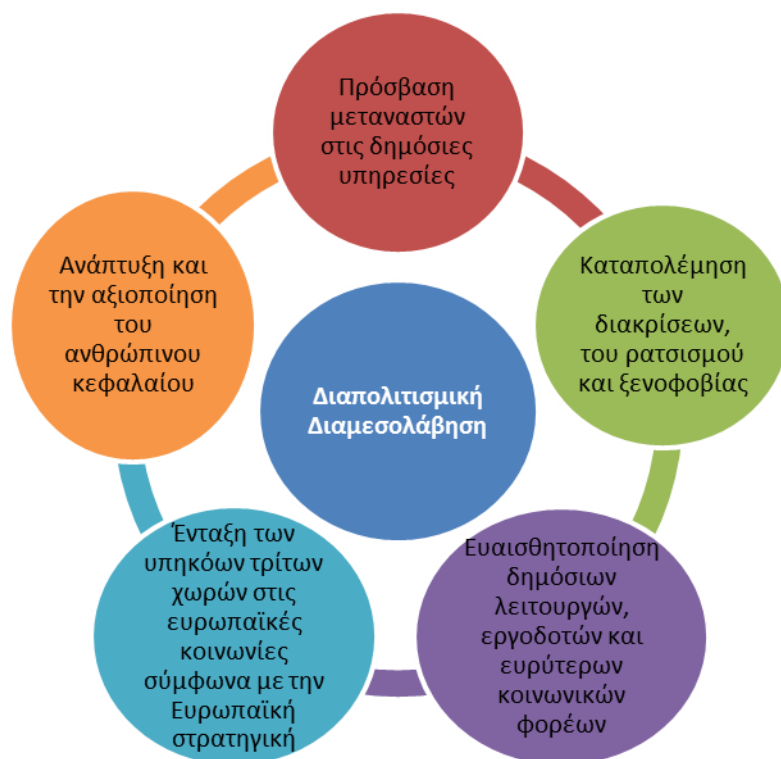 Πρόσβαση
μεταναστών
στις δημόσιες
υπηρεσίες
Καταπολέμηση
των
διακρίσεων,
του ρατσισμού
και ξενοφοβίας
Ευαισθητοποίηση
δημόσιων
λειτουργών,
εργοδοτών και
ευρύτερων
κοινωνικών
φορέων
Ένταξη των
υπηκόων τρίτων
χωρών στις
ευρωπαϊκές
κοινωνίες
σύμφωνα με την
Ευρωπαϊκή
στρατηγική
Ανάπτυξη και
την αξιοποίηση
του
ανθρώπινου
κεφαλαίου
Διαπολιτισμική
Διαμεσολάβηση